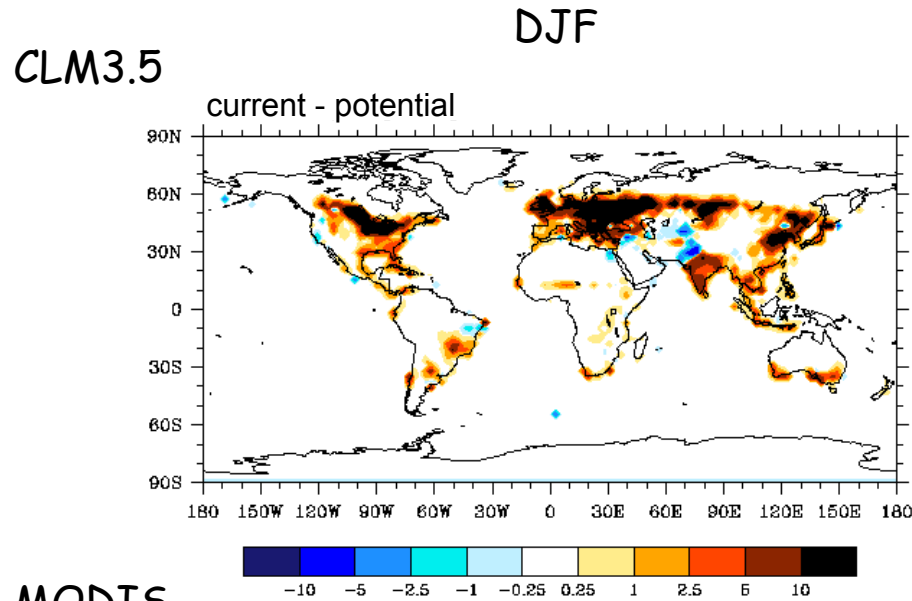 DJF
CLM3.5
current - potential
90N
60N
30N
0
30S
60S
90S
180 150W 120W 90W 60W 30W 0 30E 60E 90E 120E 150E 180
-10 -5 -2.5 -1 -0.25 0.25 1 2.5 5 10
MODIS